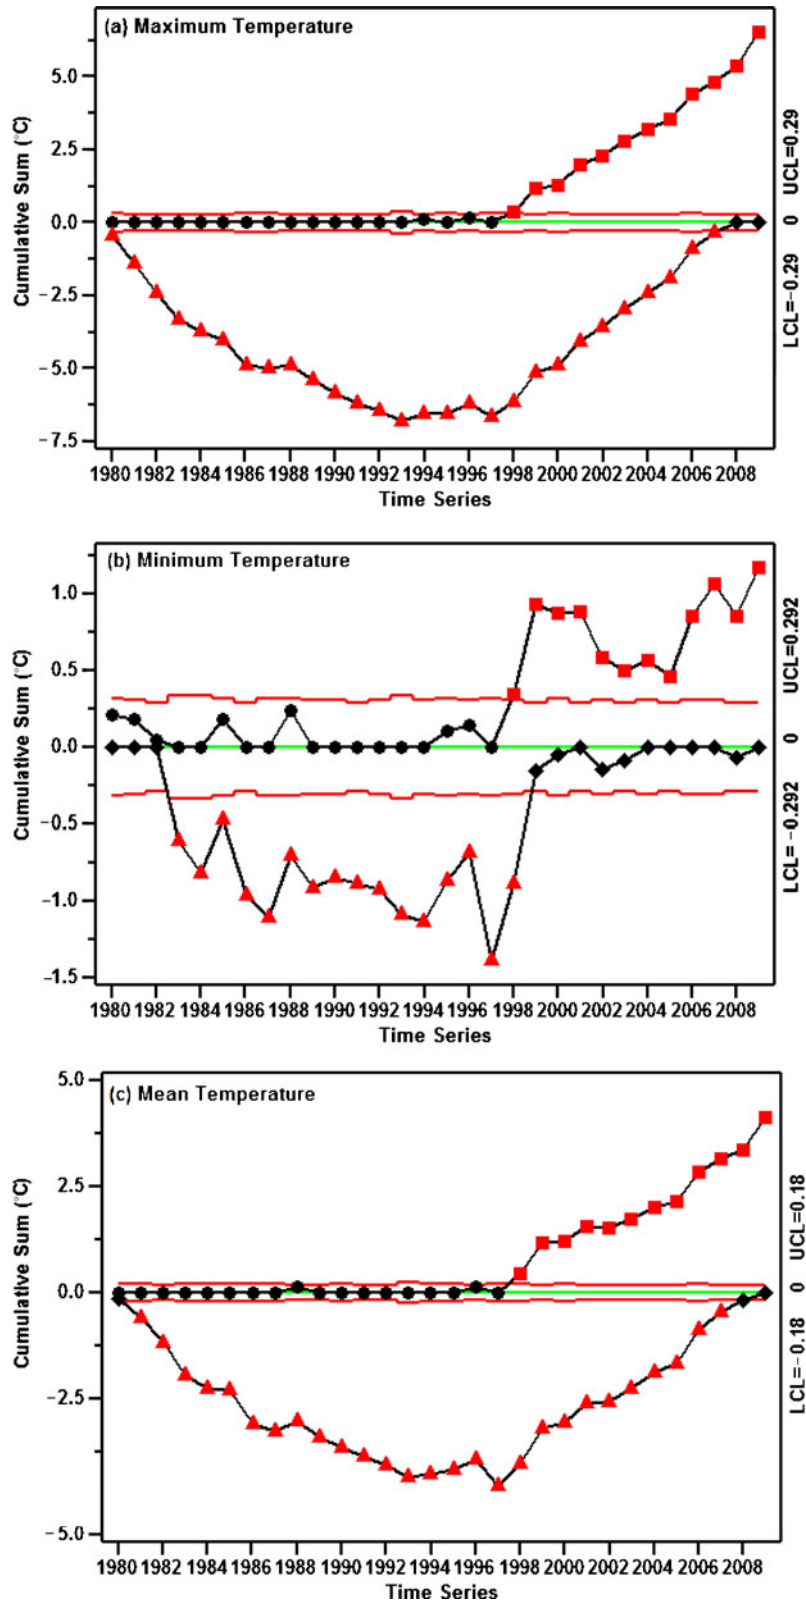 (a) Maximum Temperature
Cumulative Sum (°C)
5.0
2.5
0.0
−2.5
−5.0
−7.5
UCL=0.29
0
LCL=−0.29
1980 1982 1984 1986 1988 1990 1992 1994 1996 1998 2000 2002 2004 2006 2008
Time Series
(b) Minimum Temperature
Cumulative Sum (°C)
1.0
0.5
0.0
−0.5
−1.0
−1.5
UCL=0.292
0
LCL=−0.292
1980 1982 1984 1986 1988 1990 1992 1994 1996 1998 2000 2002 2004 2006 2008
Time Series
(c) Mean Temperature
Cumulative Sum (°C)
5.0
2.5
0.0
−2.5
−5.0
UCL=0.18
0
LCL=−0.18
1980 1982 1984 1986 1988 1990 1992 1994 1996 1998 2000 2002 2004 2006 2008
Time Series